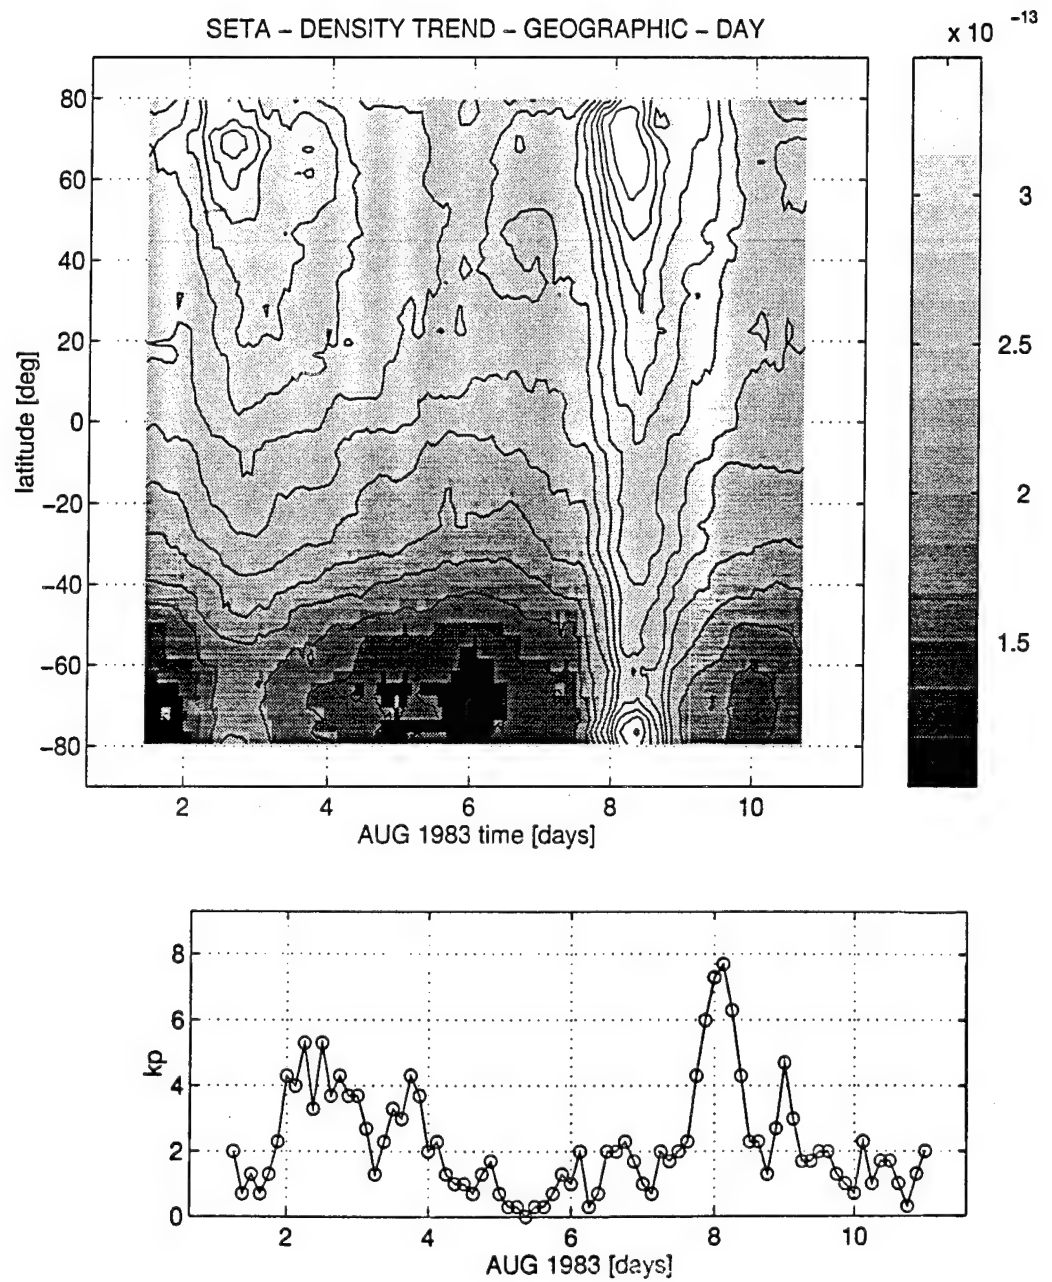 SETA – DENSITY TREND – GEOGRAPHIC – DAY
x 10 -13
80
60
40
20
0
−20
−40
−60
−80
latitude [deg]
3
2.5
2
1.5
2 4 6 8 10
AUG 1983 time [days]
8
6
4
2
0
kp
2 4 6 8 10
AUG 1983 [days]